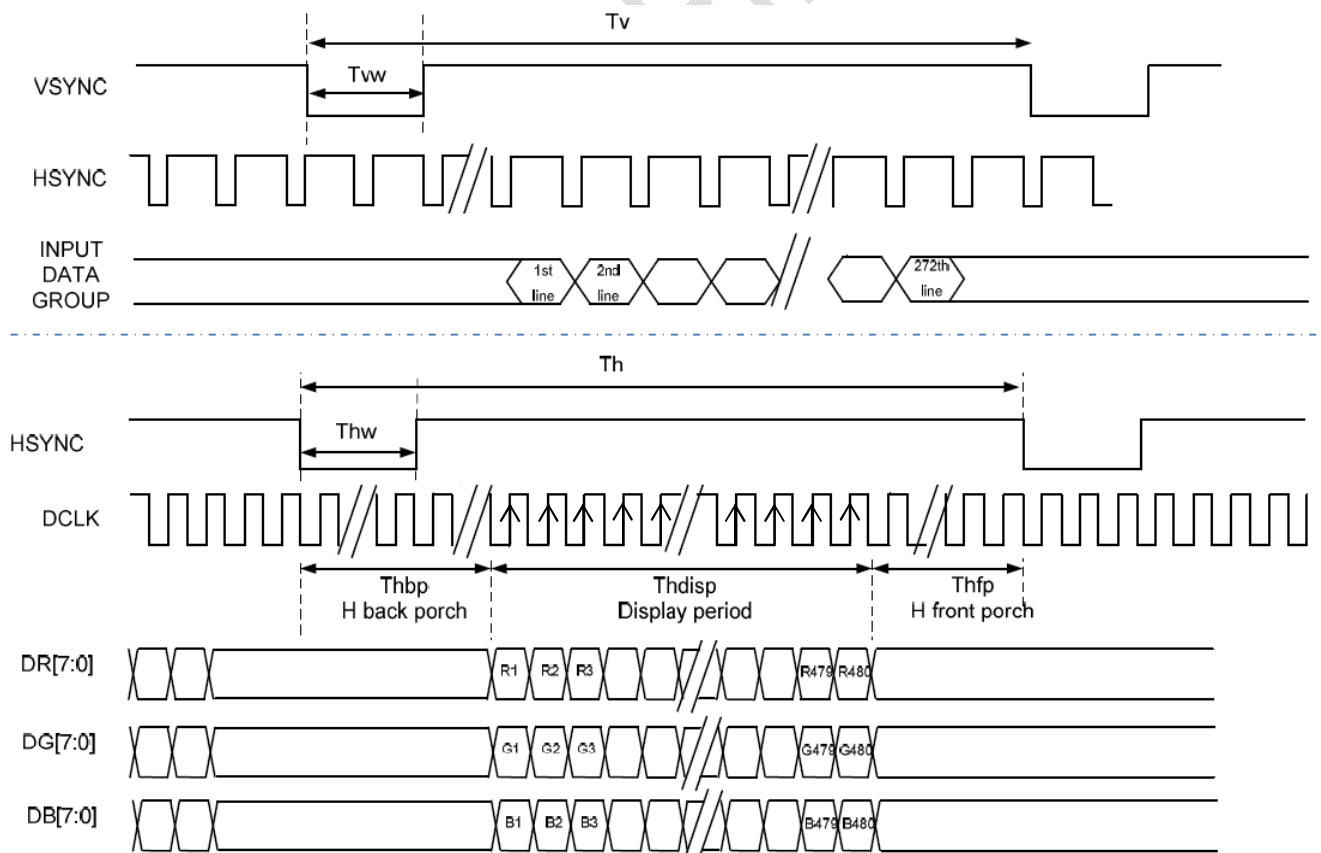 Tv
Tvw
VSYNC
HSYNC
INPUT
DATA
GROUP
1st
line
2nd
line
272th
line
Th
Thw
HSYNC
DCLK
Thbp
H back porch
Thdisp
Display period
Thfp
H front porch
DR[7:0]
R1
R2
R3
R479
R480
DG[7:0]
G1
G2
G3
G479
G480
DB[7:0]
B1
B2
B3
B479
B480